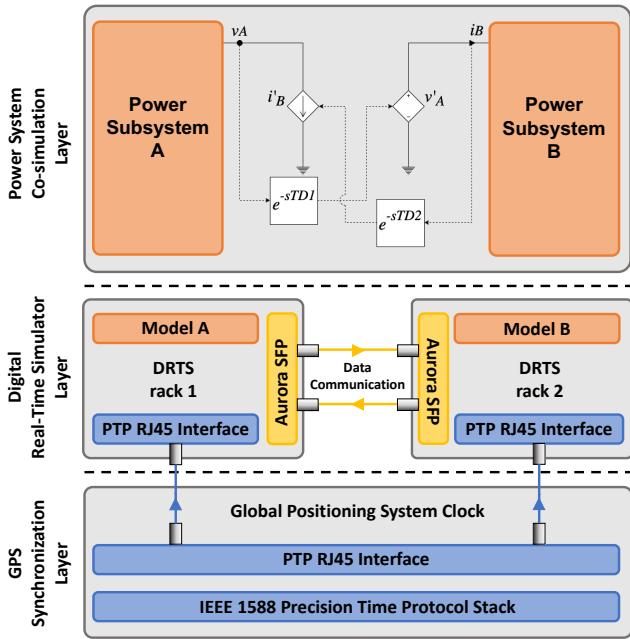 Power System
Co-simulation
Layer
Power
Subsystem
A
vA
i'B
e-sTD1
iB
v'A
+
-
e-sTD2
Power
Subsystem
B
Digital
Real-Time Simulator
Layer
Model A
DRTS
rack 1
PTP RJ45 Interface
Aurora SFP
Data
Communication
Aurora SFP
Model B
DRTS
rack 2
PTP RJ45 Interface
GPS
Synchronization
Layer
Global Positioning System Clock
PTP RJ45 Interface
IEEE 1588 Precision Time Protocol Stack